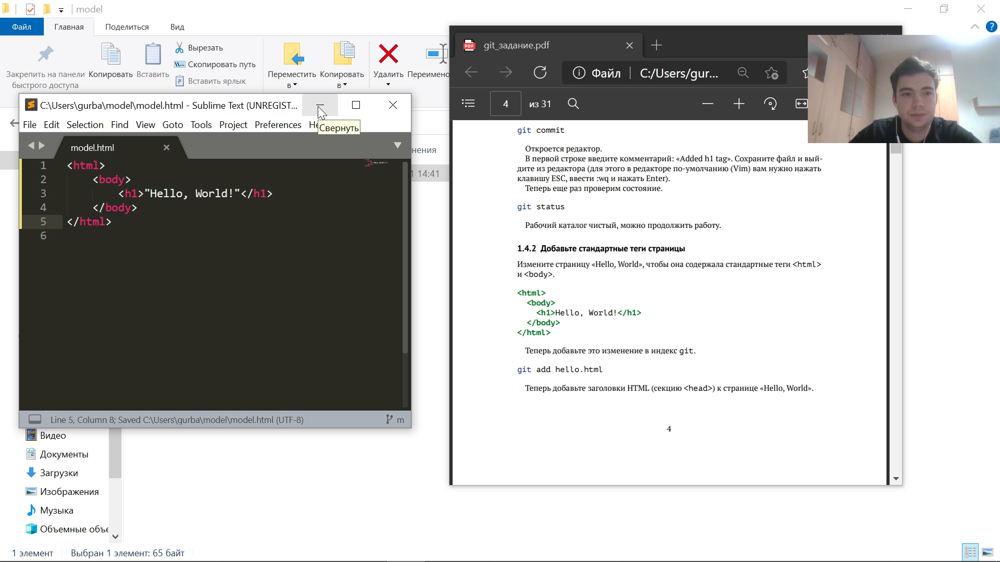 model
Файл
Главная
Поделиться
Вид
Закрепить на панели
быстрого доступа
Копировать
Вставить
Вырезать
Скопировать путь
Вставить ярлык
Переместить
в
Копировать
в
Удалить
Переимено
нения
1 14:41
C:\Users\gurba\model\model.html - Sublime Text (UNREGIST...
File Edit Selection Find View Goto Tools Project Preferences He
Свернуть
model.html
1 <html>
2 <body>
3 <h1>"Hello, World!"</h1>
4 </body>
5 </html>
6
Line 5, Column 8; Saved C:\Users\gurba\model\model.html (UTF-8)
m
Видео
Документы
Загрузки
Изображения
Музыка
Объемные объе
1 элемент
Выбран 1 элемент: 65 байт
PDF
git_задание.pdf
Файл
C:/Users/gur...
4
из 31
git commit
Откроется редактор.
В первой строке введите комментарий: «Added h1 tag». Сохраните файл и вый-
дите из редактора (для этого в редакторе по-умолчанию (Vim) вам нужно нажать
клавишу ESC, ввести :wq и нажать Enter).
Теперь еще раз проверим состояние.
git status
Рабочий каталог чистый, можно продолжить работу.
1.4.2 Добавьте стандартные теги страницы
Измените страницу «Hello, World», чтобы она содержала стандартные теги <html>
и <body>.
<html>
<body>
<h1>Hello, World!</h1>
</body>
</html>
Теперь добавьте это изменение в индекс git.
git add hello.html
Теперь добавьте заголовки HTML (секцию <head>) к странице «Hello, World».
4